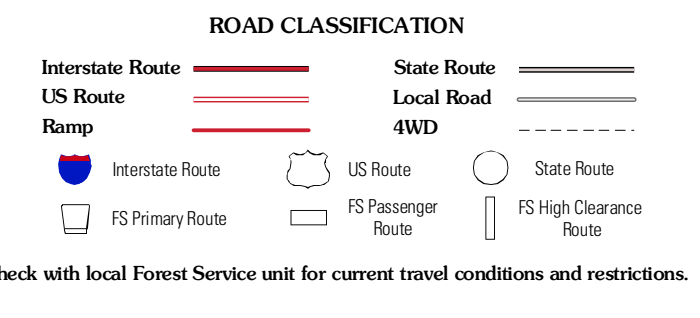 ROAD CLASSIFICATION
Interstate Route
State Route
US Route
Local Road
Ramp
4WD
Interstate Route
US Route
State Route
FS Primary Route
FS Passenger
Route
FS High Clearance
Route
heck with local Forest Service unit for current travel conditions and restrictions.